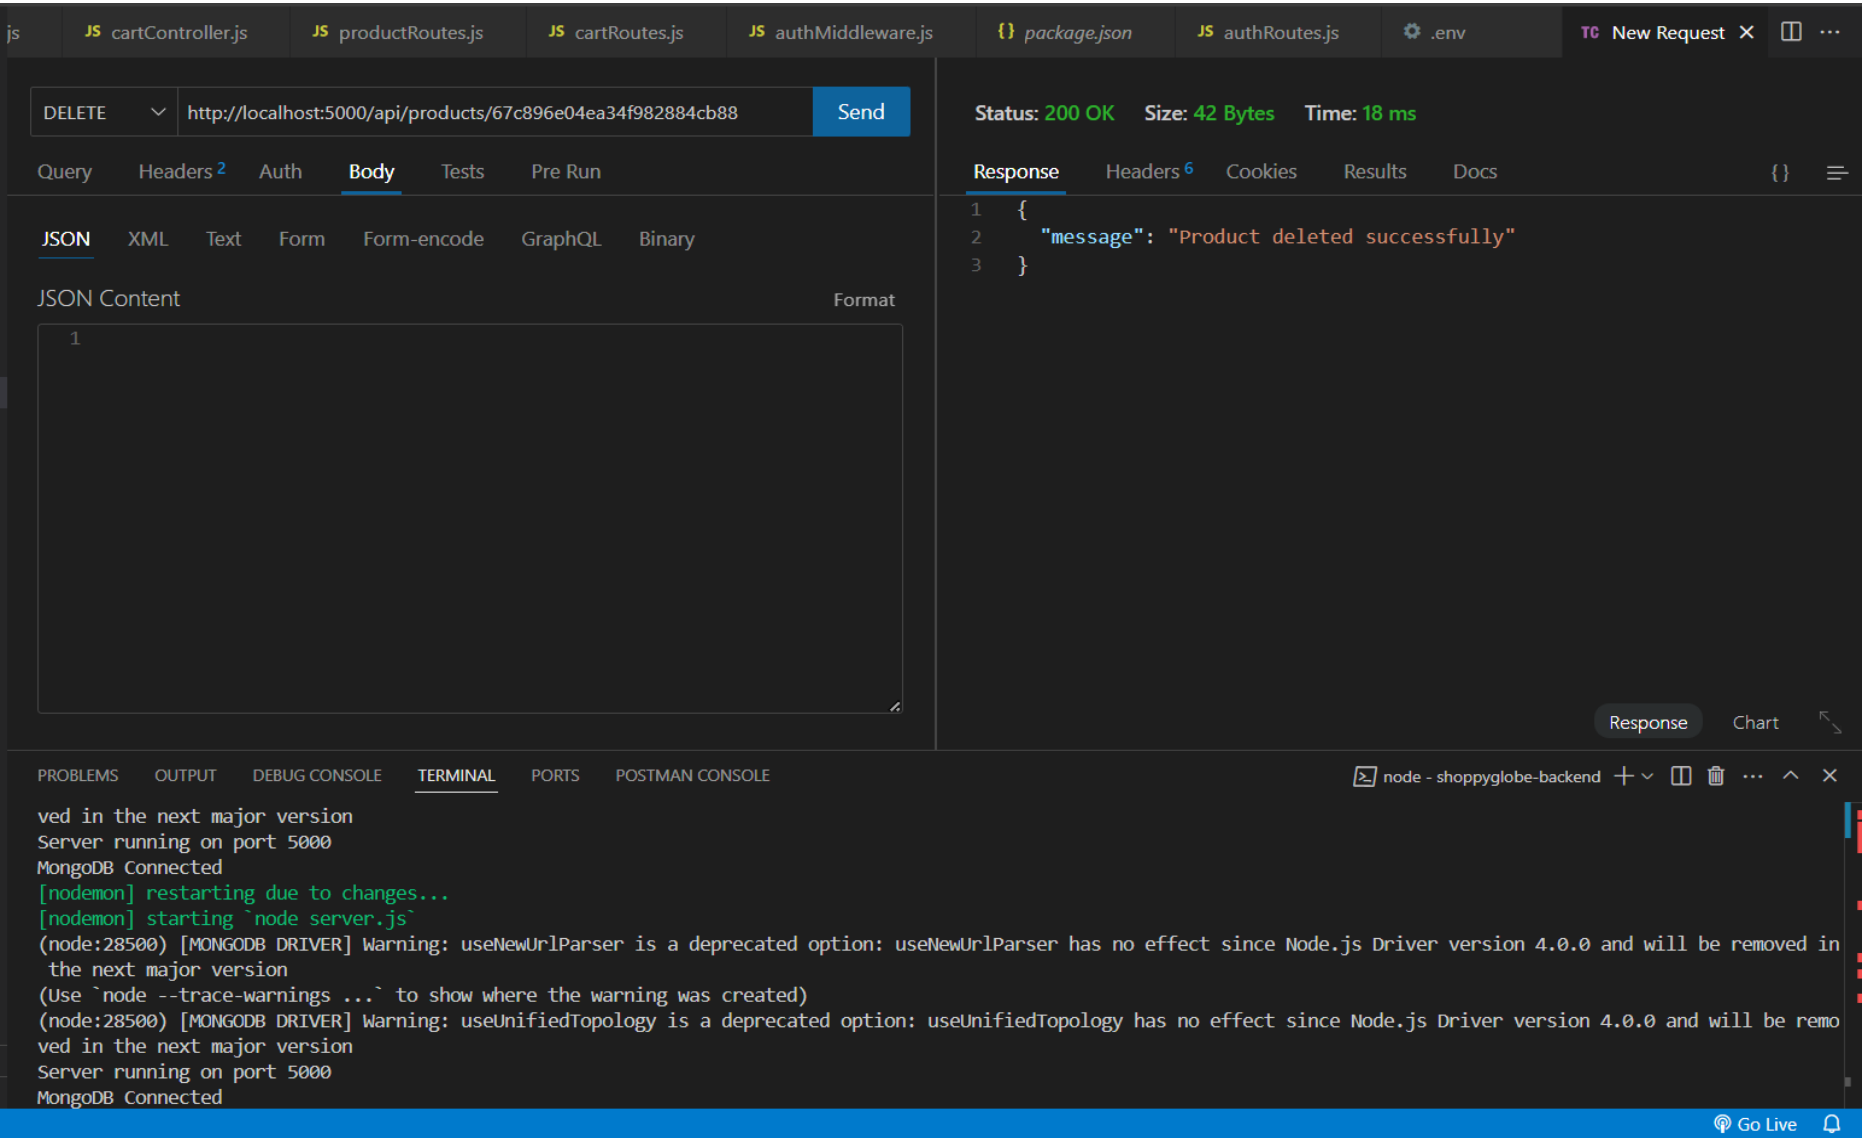 js JS cartController.js JS productRoutes.js JS cartRoutes.js JS authMiddleware.js {} package.json JS authRoutes.js .env TC New Request
DELETE http://localhost:5000/api/products/67c896e04ea34f982884cb88 Send
Query Headers 2 Auth Body Tests Pre Run
JSON XML Text Form Form-encode GraphQL Binary
JSON Content Format
1
Status: 200 OK Size: 42 Bytes Time: 18 ms
Response Headers 6 Cookies Results Docs {}
1 {
2 "message": "Product deleted successfully"
3 }
Response Chart
PROBLEMS OUTPUT DEBUG CONSOLE TERMINAL PORTS POSTMAN CONSOLE node - shoppyglobe-backend
ved in the next major version
Server running on port 5000
MongoDB Connected
[nodemon] restarting due to changes...
[nodemon] starting `node server.js`
(node:28500) [MONGODB DRIVER] Warning: useNewUrlParser is a deprecated option: useNewUrlParser has no effect since Node.js Driver version 4.0.0 and will be removed in
the next major version
(Use `node --trace-warnings ...` to show where the warning was created)
(node:28500) [MONGODB DRIVER] Warning: useUnifiedTopology is a deprecated option: useUnifiedTopology has no effect since Node.js Driver version 4.0.0 and will be remo
ved in the next major version
Server running on port 5000
MongoDB Connected
Go Live